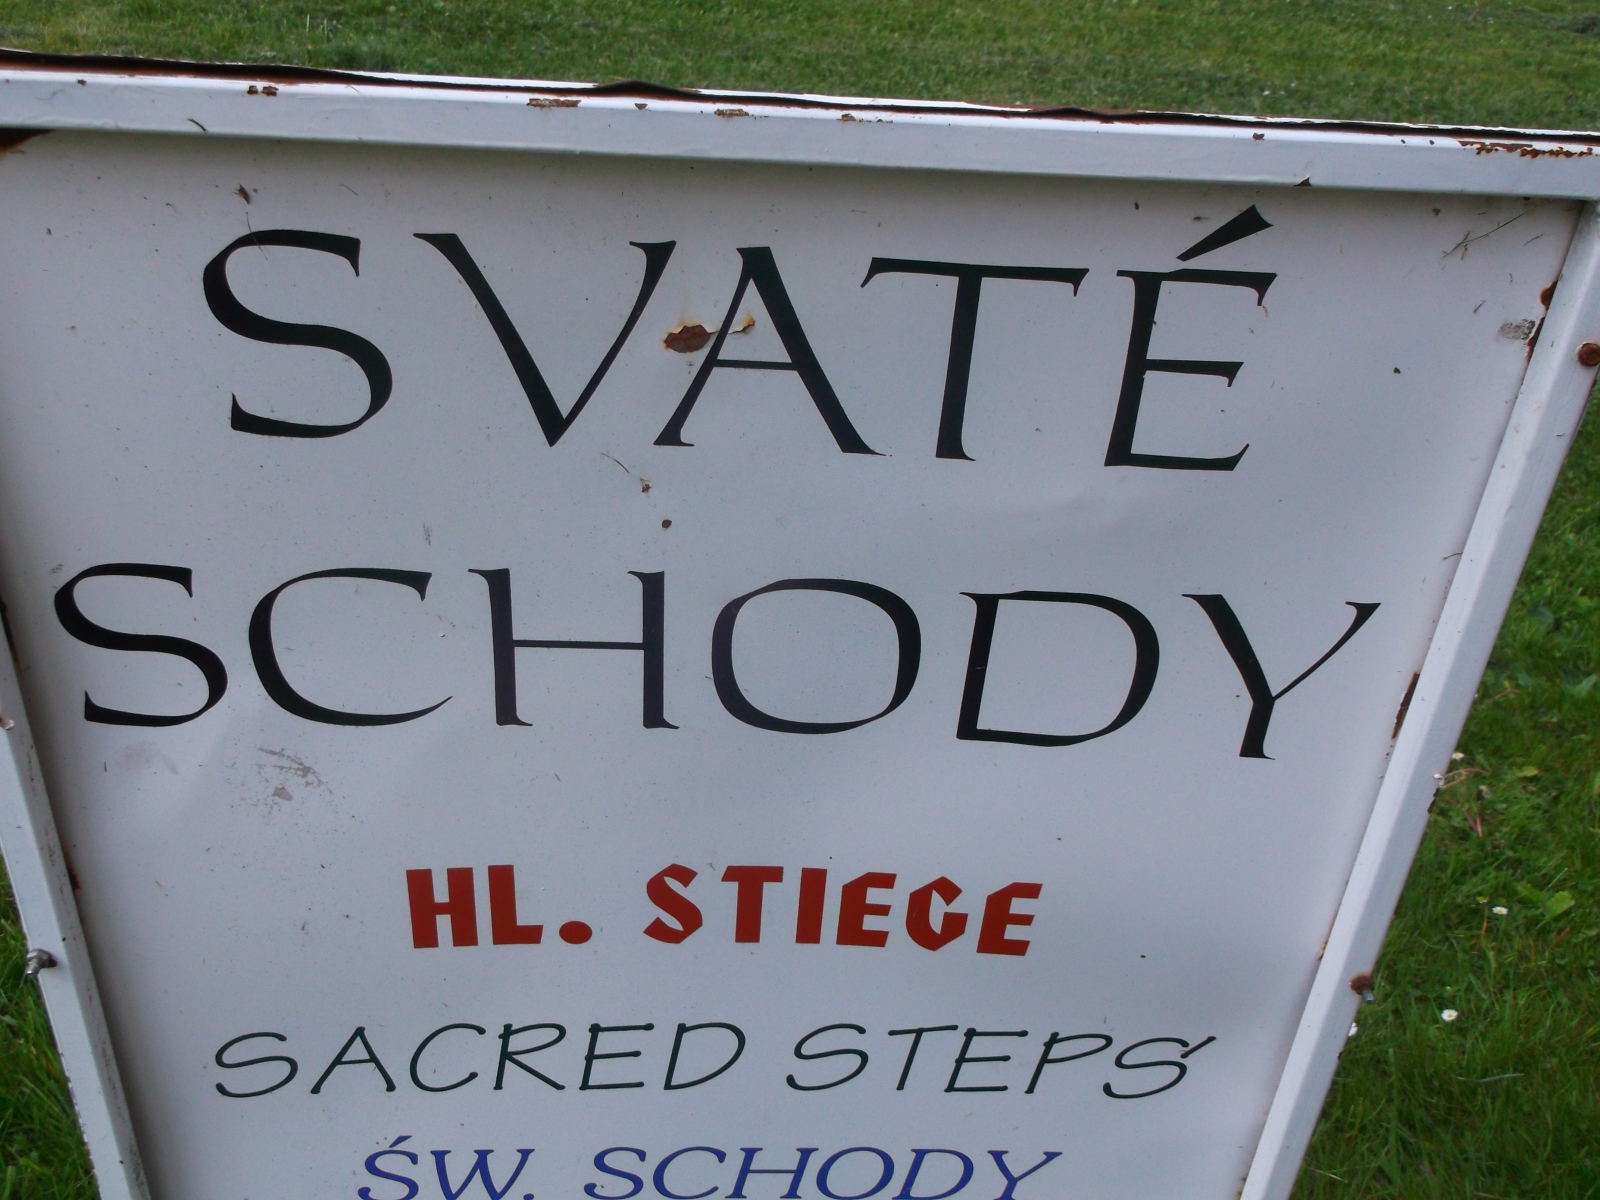 SVATÉ
SCHODY
HL. STIEGE
SACRED STEPS
ŚW. SCHODY